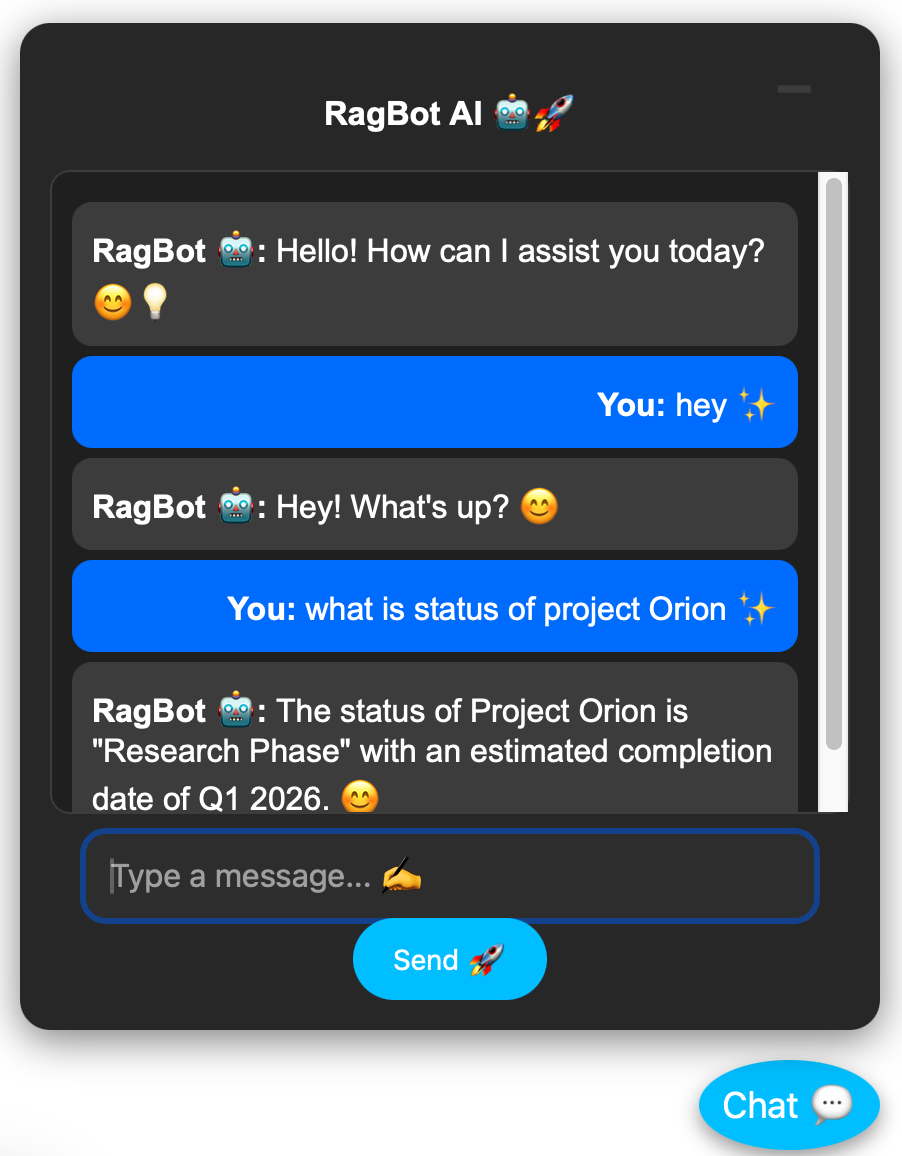 RagBot AI 🤖🚀
RagBot 🤖: Hello! How can I assist you today?
😊💡
You: hey ✨
RagBot 🤖: Hey! What's up? 😊
You: what is status of project Orion ✨
RagBot 🤖: The status of Project Orion is
"Research Phase" with an estimated completion
date of Q1 2026. 😊
Type a message... ✍️
Send 🚀
Chat 💬